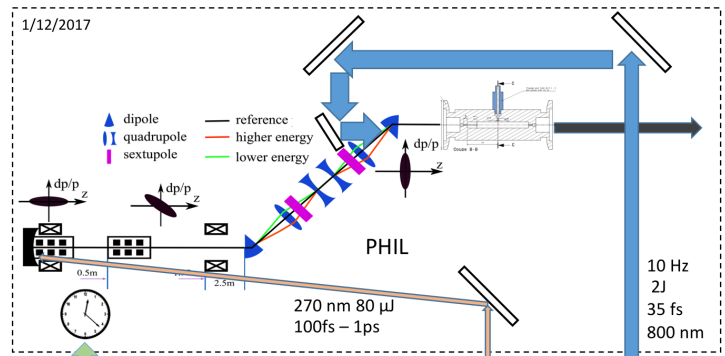 1/12/2017
dipole
quadrupole
sextupole
reference
higher energy
lower energy
dp/p
z
dp/p
z
dp/p
z
Coupe B-B
PHIL
0.5m
2.5m
270 nm 80 µJ
100fs – 1ps
10 Hz
2J
35 fs
800 nm